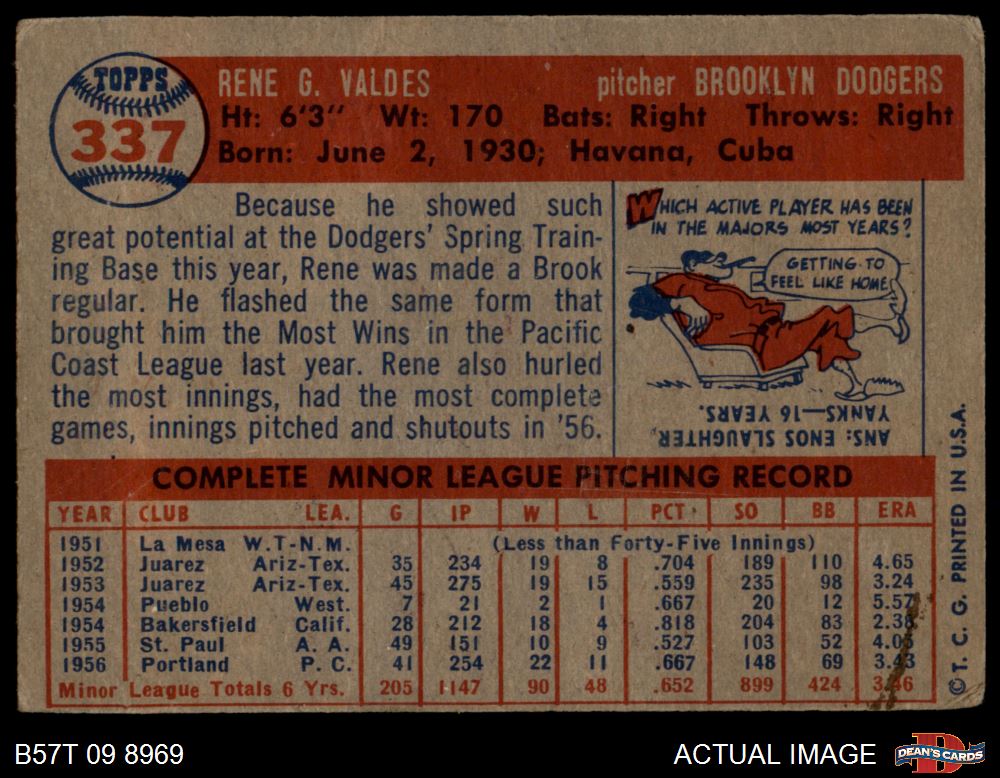 TOPPS
337
RENE G. VALDES pitcher BROOKLYN DODGERS
Ht: 6'3" Wt: 170 Bats: Right Throws: Right
Born: June 2, 1930; Havana, Cuba
Because he showed such
great potential at the Dodgers' Spring Train-
ing Base this year, Rene was made a Brook
regular. He flashed the same form that
brought him the Most Wins in the Pacific
Coast League last year. Rene also hurled
the most innings, had the most complete
games, innings pitched and shutouts in '56.
WHICH ACTIVE PLAYER HAS BEEN
IN THE MAJORS MOST YEARS?
GETTING TO
FEEL LIKE HOME
ANS: ENOS SLAUGHTER
YANKS—16 YEARS.
COMPLETE MINOR LEAGUE PITCHING RECORD
YEAR CLUB LEA. G IP W L PCT. SO BB ERA
1951 La Mesa W.T-N.M. (Less than Forty-Five Innings)
1952 Juarez Ariz-Tex. 35 234 19 8 .704 189 110 4.65
1953 Juarez Ariz-Tex. 45 275 19 15 .559 235 98 3.24
1954 Pueblo West. 7 21 2 1 .667 20 12 5.57
1954 Bakersfield Calif. 28 212 18 4 .818 204 83 2.38
1955 St. Paul A. A. 49 151 10 9 .527 103 52 4.05
1956 Portland P. C. 41 254 22 11 .667 148 69 3.43
Minor League Totals 6 Yrs. 205 1147 90 48 .652 899 424 3.46
© T. C. G. PRINTED IN U.S.A.
B57T 09 8969 ACTUAL IMAGE
D
DEAN'S CARDS